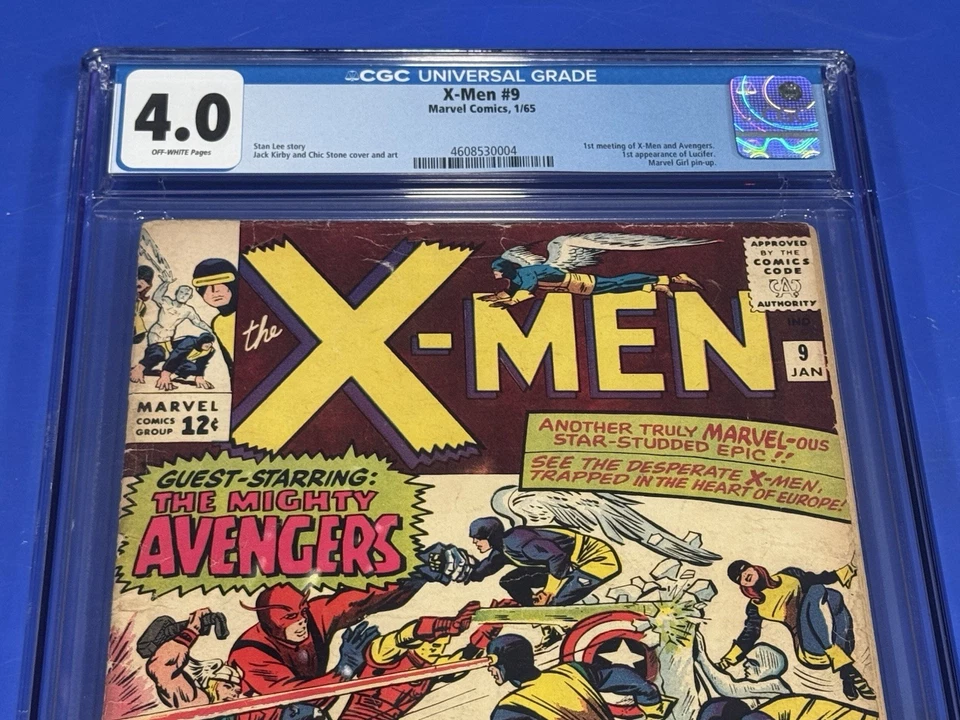 CGC UNIVERSAL GRADE
4.0
OFF-WHITE Pages
X-Men #9
Marvel Comics, 1/65
Stan Lee story
Jack Kirby and Chic Stone cover and art
4608530004
1st meeting of X-Men and Avengers.
1st appearance of Lucifer.
Marvel Girl pin-up.
the X-MEN
APPROVED
BY THE
COMICS
CODE
CA
AUTHORITY
IND.
9
JAN
MARVEL
COMICS
GROUP
12¢
ANOTHER TRULY MARVEL-OUS
STAR-STUDDED EPIC!!
SEE THE DESPERATE X-MEN,
TRAPPED IN THE HEART OF EUROPE!
GUEST-STARRING:
THE MIGHTY
AVENGERS